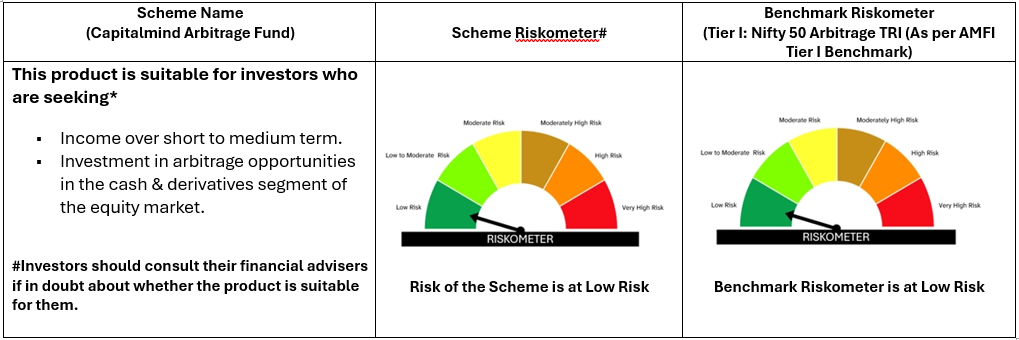 Scheme Name
(Capitalmind Arbitrage Fund)
Scheme Riskometer#
Benchmark Riskometer
(Tier I: Nifty 50 Arbitrage TRI (As per AMFI
Tier I Benchmark)
This product is suitable for investors who
are seeking*
▪ Income over short to medium term.
▪ Investment in arbitrage opportunities
in the cash & derivatives segment of
the equity market.
#Investors should consult their financial advisers
if in doubt about whether the product is suitable
for them.
Moderate Risk
Moderately High Risk
Low to Moderate Risk
High Risk
Low Risk
Very High Risk
RISKOMETER
Risk of the Scheme is at Low Risk
Moderate Risk
Moderately High Risk
Low to Moderate Risk
High Risk
Low Risk
Very High Risk
RISKOMETER
Benchmark Riskometer is at Low Risk